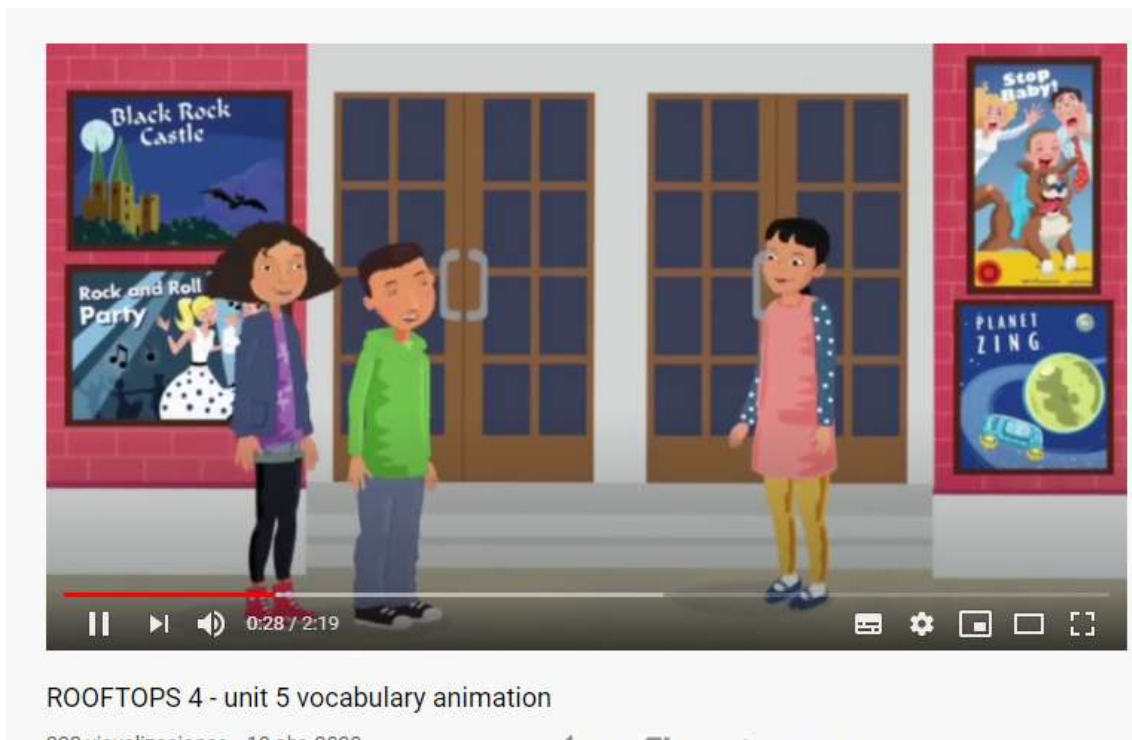 Black Rock
Castle
Rock and Roll
Party
Stop
Baby!
PLANET
ZING
0:28 / 2:19
ROOFTOPS 4 - unit 5 vocabulary animation